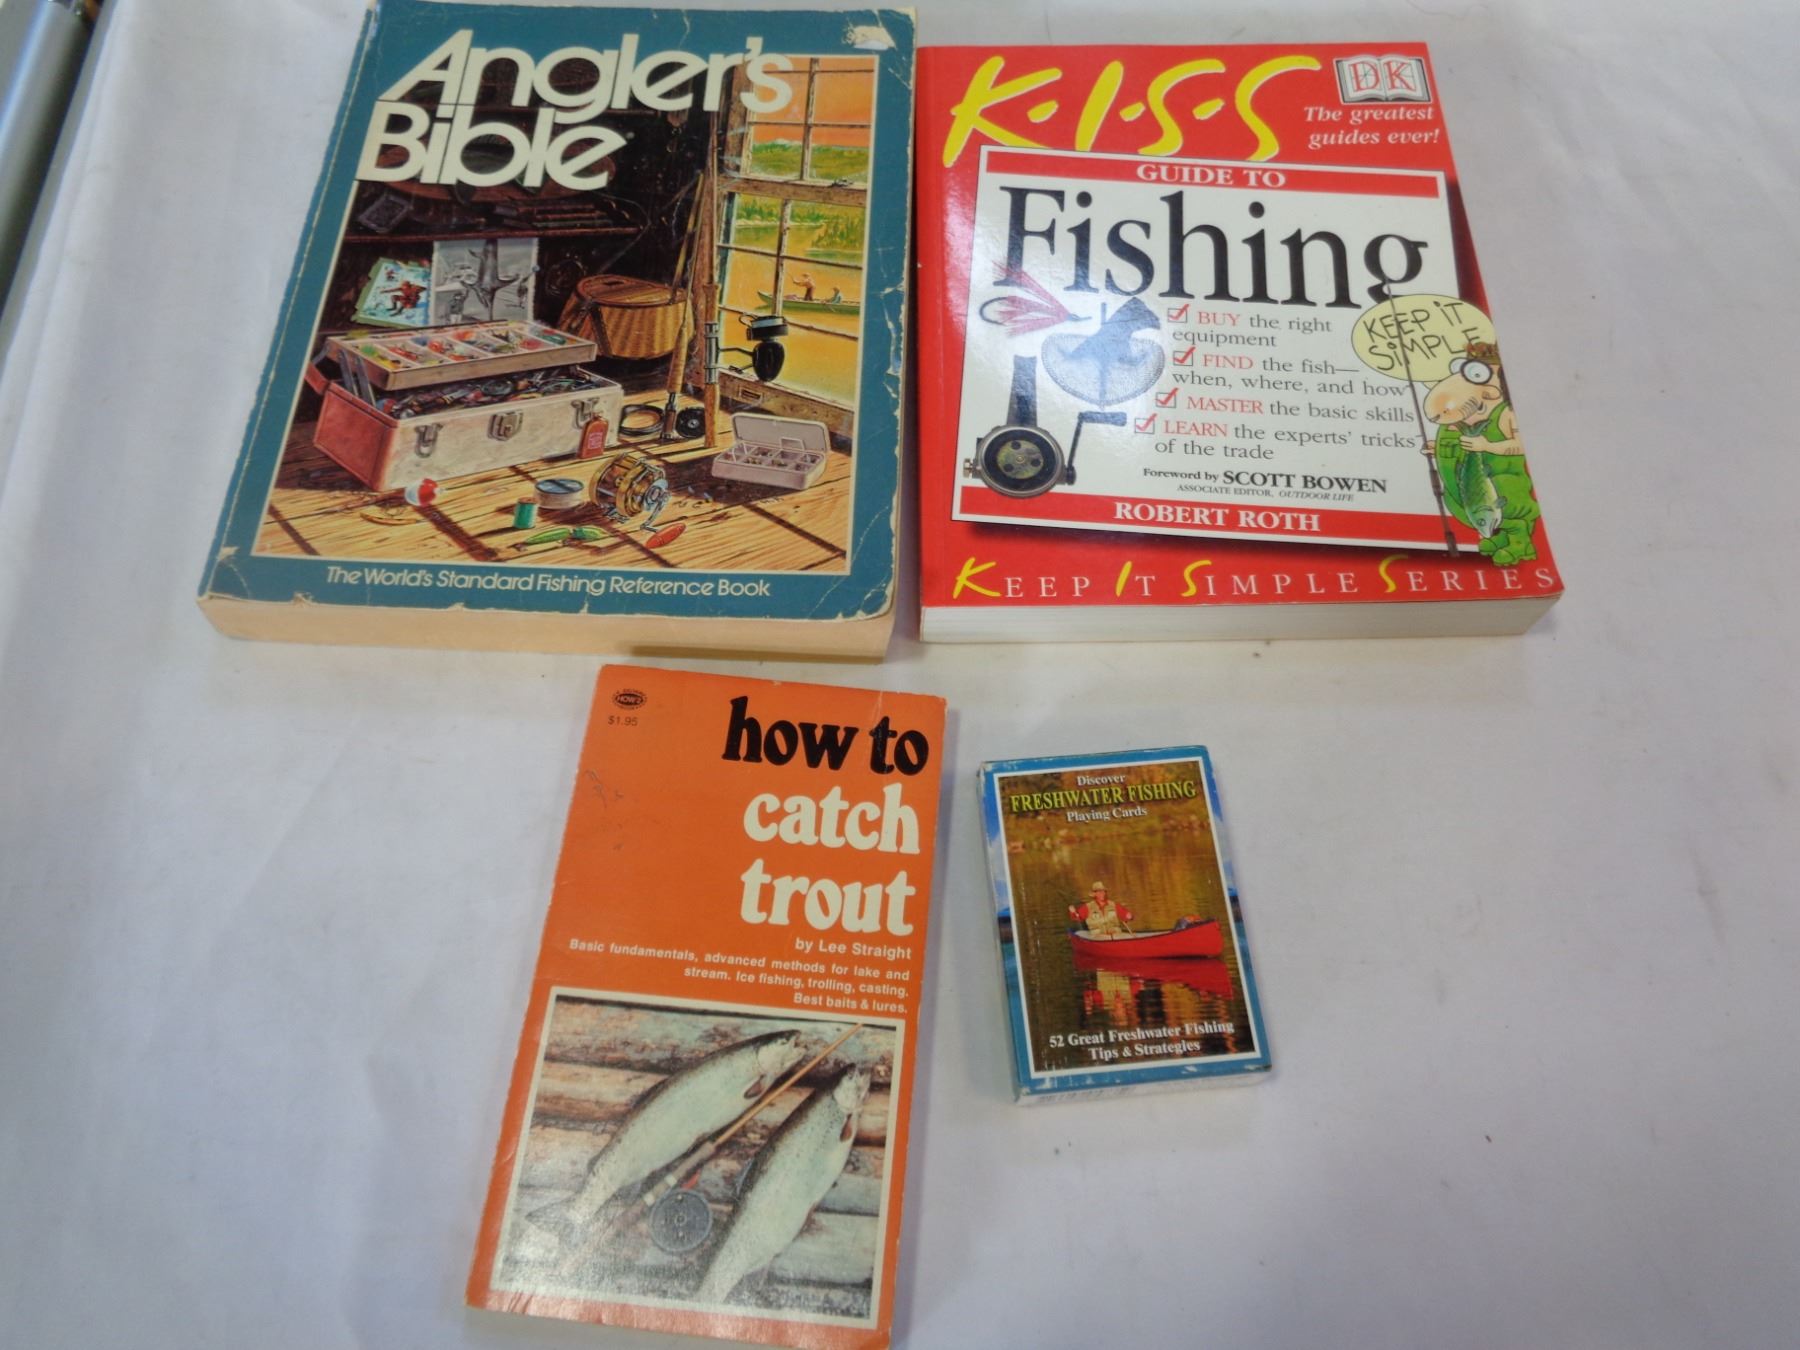 Angler's
Bible
The World's Standard Fishing Reference Book
K·I·S·S
DK
The greatest
guides ever!
GUIDE TO
Fishing
KEEP IT
SIMPLE
BUY the right
equipment
FIND the fish—
when, where, and how
MASTER the basic skills
LEARN the experts' tricks
of the trade
Foreword by SCOTT BOWEN
ASSOCIATE EDITOR, OUTDOOR LIFE
ROBERT ROTH
KEEP IT SIMPLE SERIES
$1.95
how to
catch
trout
by Lee Straight
Basic fundamentals, advanced methods for lake and
stream. Ice fishing, trolling, casting.
Best baits & lures.
Discover
FRESHWATER FISHING
Playing Cards
52 Great Freshwater Fishing
Tips & Strategies